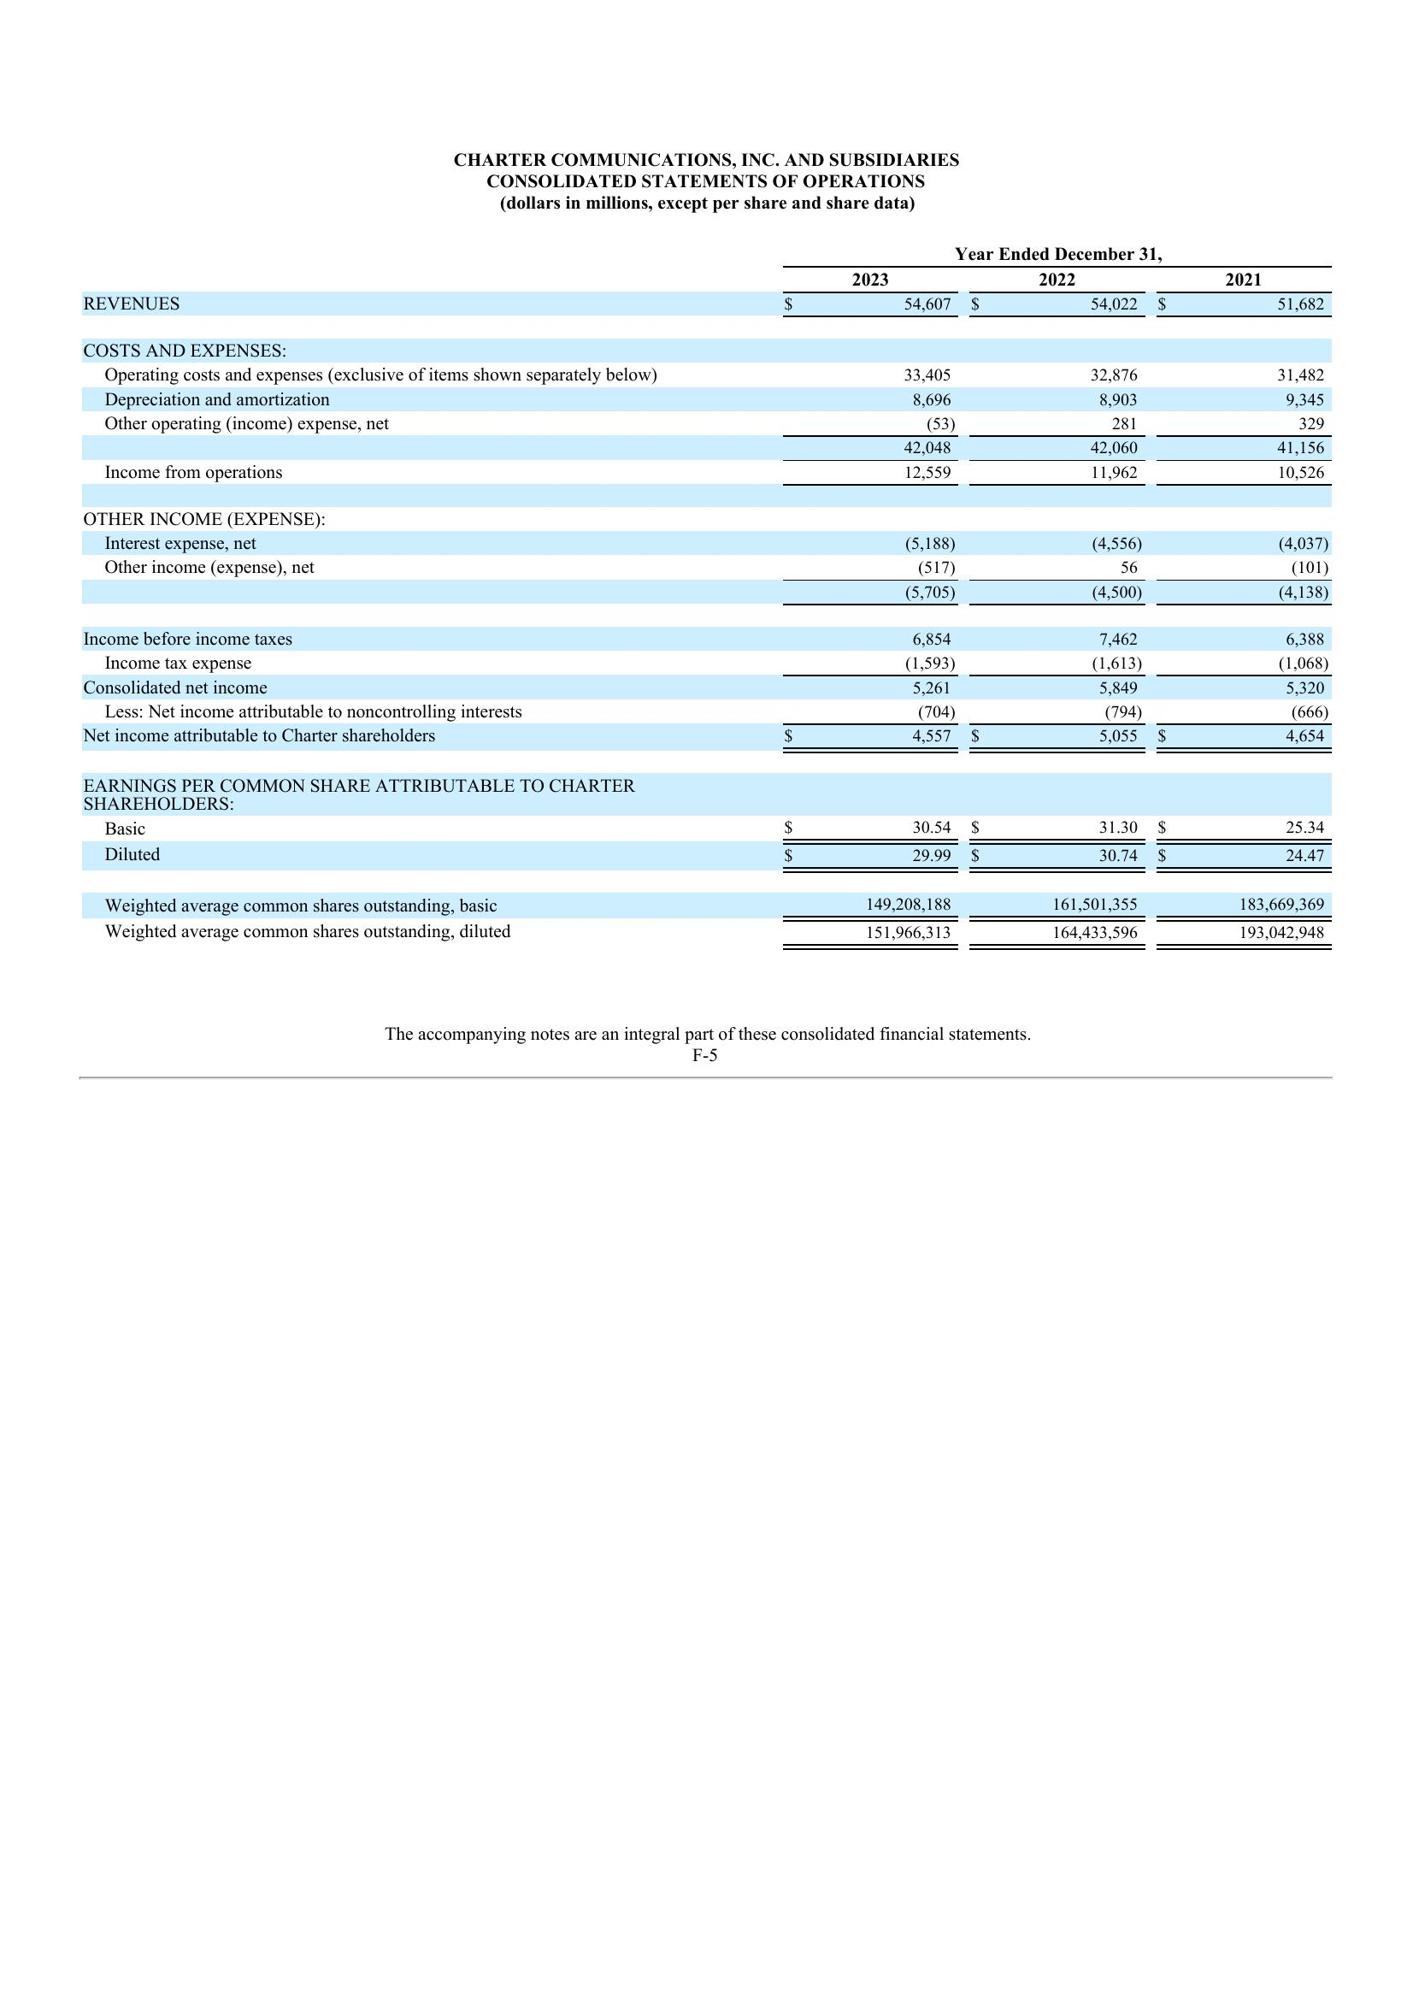 CHARTER COMMUNICATIONS, INC. AND SUBSIDIARIES
CONSOLIDATED STATEMENTS OF OPERATIONS
(dollars in millions, except per share and share data)
Year Ended December 31,
2023 2022 2021
REVENUES $ 54,607 $ 54,022 $ 51,682
COSTS AND EXPENSES:
Operating costs and expenses (exclusive of items shown separately below) 33,405 32,876 31,482
Depreciation and amortization 8,696 8,903 9,345
Other operating (income) expense, net (53) 281 329
42,048 42,060 41,156
Income from operations 12,559 11,962 10,526
OTHER INCOME (EXPENSE):
Interest expense, net (5,188) (4,556) (4,037)
Other income (expense), net (517) 56 (101)
(5,705) (4,500) (4,138)
Income before income taxes 6,854 7,462 6,388
Income tax expense (1,593) (1,613) (1,068)
Consolidated net income 5,261 5,849 5,320
Less: Net income attributable to noncontrolling interests (704) (794) (666)
Net income attributable to Charter shareholders $ 4,557 $ 5,055 $ 4,654
EARNINGS PER COMMON SHARE ATTRIBUTABLE TO CHARTER
SHAREHOLDERS:
Basic $ 30.54 $ 31.30 $ 25.34
Diluted $ 29.99 $ 30.74 $ 24.47
Weighted average common shares outstanding, basic 149,208,188 161,501,355 183,669,369
Weighted average common shares outstanding, diluted 151,966,313 164,433,596 193,042,948
The accompanying notes are an integral part of these consolidated financial statements.
F-5